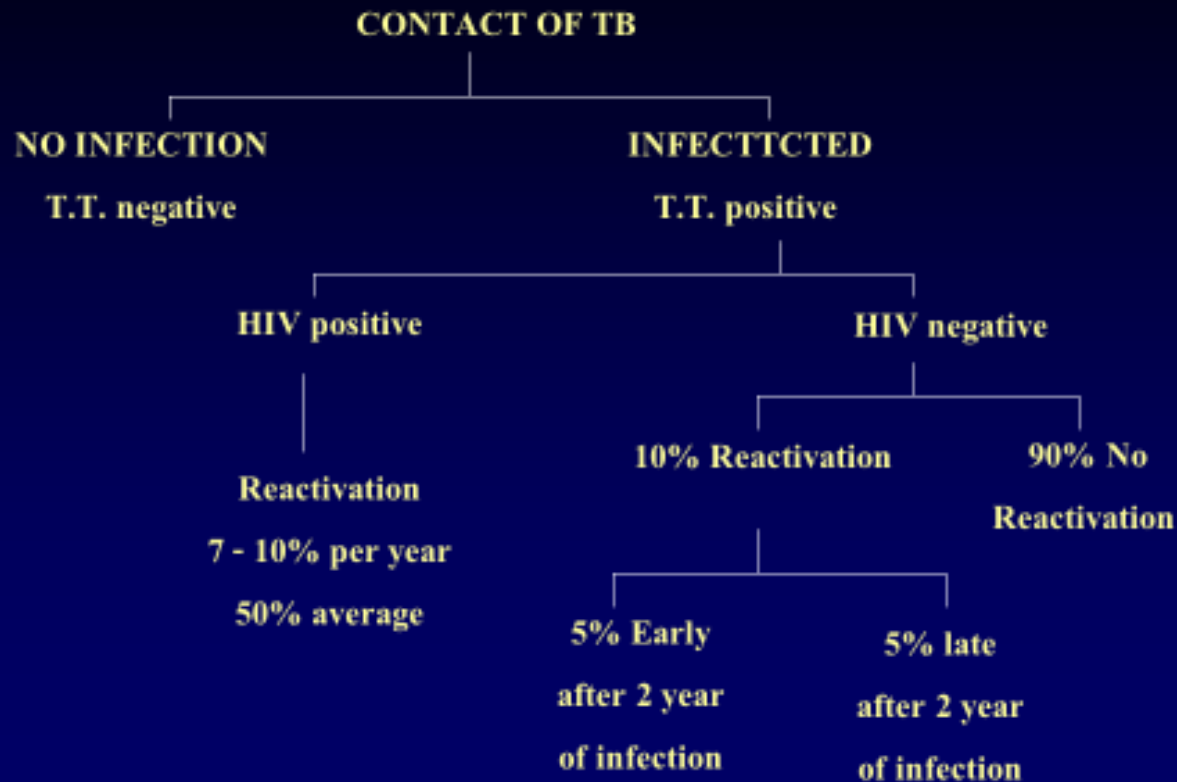 CONTACT OF TB
NO INFECTION
T.T. negative
INFECTTCTED
T.T. positive
HIV positive
Reactivation
7 - 10% per year
50% average
HIV negative
10% Reactivation
5% Early
after 2 year
of infection
5% late
after 2 year
of infection
90% No
Reactivation